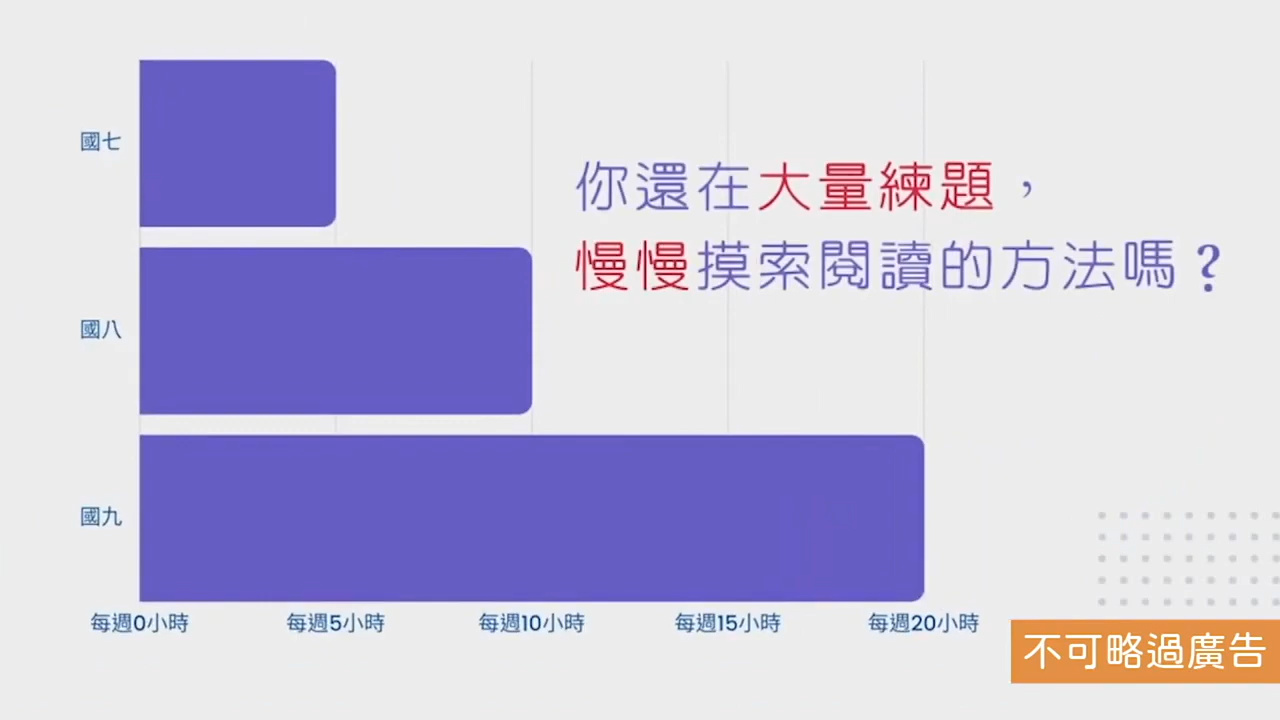 國七
你還在大量練題，
慢慢摸索閱讀的方法嗎？
國八
國九
每週0小時
每週5小時
每週10小時
每週15小時
每週20小時
不可略過廣告